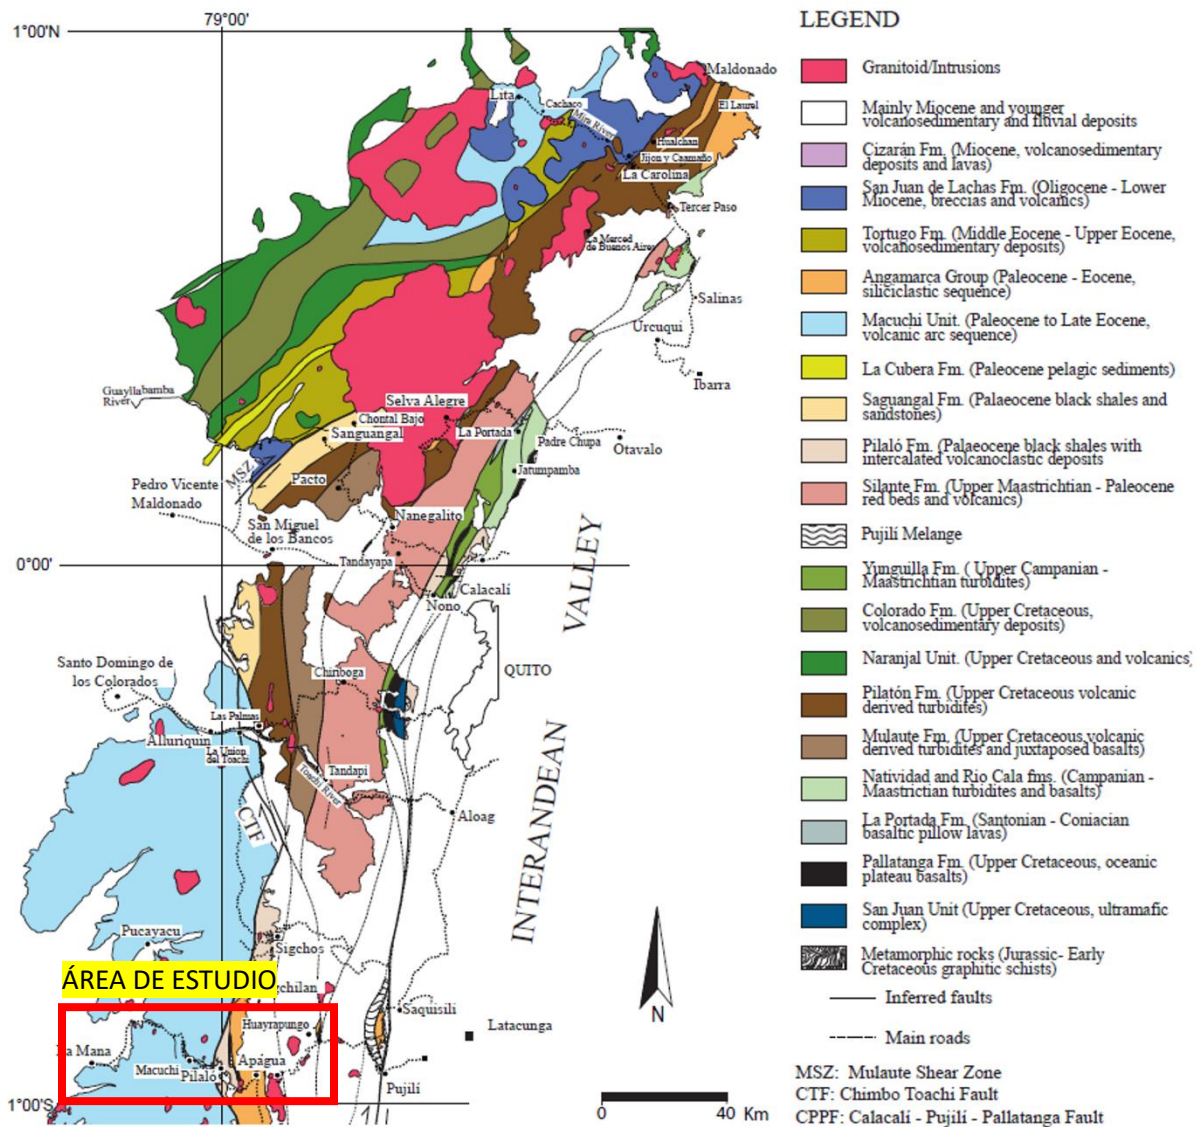 79°00'
1°00'N
Maldonado
Lita
Cachaco
El Laurel
Mira River
Hualchan
Jijon y Caamaño
La Carolina
Tercer Paso
La Merced
de Buenos Aires
Salinas
Urcuqui
Ibarra
Guaylla bamba
River
Selva Alegre
Chontal Bajo
Sanguangal
La Portada
Padre Chupa
Otavalo
MSZ
Jatumpamba
Pacto
Pedro Vicente
Maldonado
Nanegalito
San Miguel
de los Bancos
Tandayapa
0°00'
Calacalí
Nono
VALLEY
Santo Domingo de
los Colorados
Chiriboga
QUITO
Las Palmas
Alluriquin
La Union
del Toachi
Toachi River
Tandapi
CTF
Aloag
INTERANDEAN
Pucayacu
Sigchos
ÁREA DE ESTUDIO
chilan
Huayrapungo
Saquisilí
Latacunga
a Mana
Macuchi
Pilaló
Apagua
Pujilí
1°00'S
N
0 40 Km
LEGEND
Granitoid/Intrusions
Mainly Miocene and younger
volcanosedimentary and fluvial deposits
Cizarán Fm. (Miocene, volcanosedimentary
deposits and lavas)
San Juan de Lachas Fm. (Oligocene - Lower
Miocene, breccias and volcanics)
Tortugo Fm. (Middle Eocene - Upper Eocene,
volcanosedimentary deposits)
Angamarca Group (Paleocene - Eocene,
siliciclastic sequence)
Macuchi Unit. (Paleocene to Late Eocene,
volcanic arc sequence)
La Cubera Fm. (Paleocene pelagic sediments)
Saguangal Fm. (Palaeocene black shales and
sandstones)
Pilaló Fm. (Palaeocene black shales with
intercalated volcanoclastic deposits
Silante Fm. (Upper Maastrichtian - Paleocene
red beds and volcanics)
Pujilí Melange
Yunguilla Fm. ( Upper Campanian -
Maastrichtian turbidites)
Colorado Fm. (Upper Cretaceous,
volcanosedimentary deposits)
Naranjal Unit. (Upper Cretaceous and volcanics)
Pilatón Fm. (Upper Cretaceous volcanic
derived turbidites)
Mulaute Fm. (Upper Cretaceous,volcanic
derived turbidites and juxtaposed basalts)
Natividad and Rio Cala fms. (Campanian -
Maastrictian turbidites and basalts)
La Portada Fm. (Santonian - Coniacian
basaltic pillow lavas)
Pallatanga Fm. (Upper Cretaceous, oceanic
plateau basalts)
San Juan Unit (Upper Cretaceous, ultramafic
complex)
Metamorphic rocks (Jurassic- Early
Cretaceous graphitic schists)
Inferred faults
Main roads
MSZ: Mulaute Shear Zone
CTF: Chimbo Toachi Fault
CPPF: Calacalí - Pujilí - Pallatanga Fault